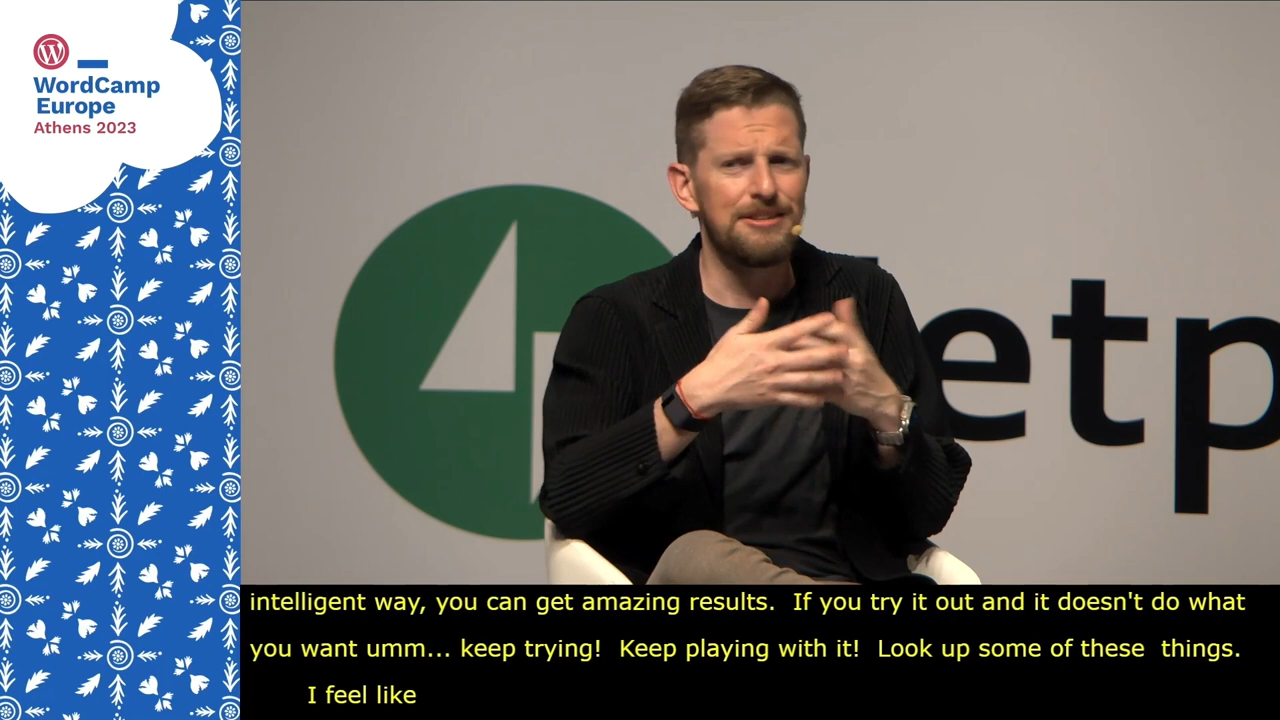 WordCamp
Europe
Athens 2023
etp
intelligent way, you can get amazing results.  If you try it out and it doesn't do what
you want umm... keep trying!  Keep playing with it!  Look up some of these  things.
I feel like